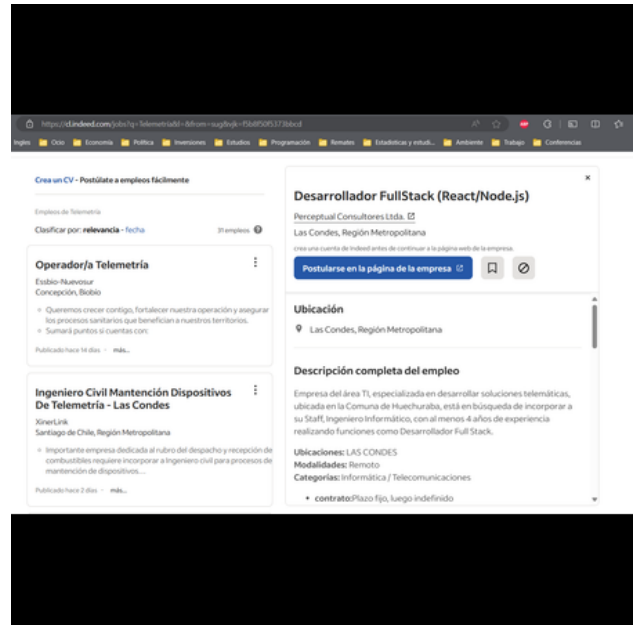 https://cl.indeed.com/jobs?q=Telemetria&l=&from=sug&vjk=f5b8f50f5373bbcd
Ingles Ocio Economía Política Inversiones Estudios Programación Remates Estadísticas y estudi... Ambiente Trabajo Conferencias
Crea un CV - Postúlate a empleos fácilmente
Empleos de Telemetría
Clasificar por: relevancia - fecha
31 empleos
Operador/a Telemetría
Essbio-Nuevosur
Concepción, Biobío
Queremos crecer contigo, fortalecer nuestra operación y asegurar
los procesos sanitarios que benefician a nuestros territorios.
Sumará puntos si cuentas con:
Publicado hace 14 días · más...
Ingeniero Civil Mantención Dispositivos
De Telemetría - Las Condes
XinerLink
Santiago de Chile, Región Metropolitana
Importante empresa dedicada al rubro del despacho y recepción de
combustibles requiere incorporar a Ingeniero civil para procesos de
mantención de dispositivos...
Publicado hace 2 días · más...
Desarrollador FullStack (React/Node.js)
Perceptual Consultores Ltda.
Las Condes, Región Metropolitana
cree una cuenta de Indeed antes de continuar a la página web de la empresa.
Postularse en la página de la empresa
Ubicación
Las Condes, Región Metropolitana
Descripción completa del empleo
Empresa del área TI, especializada en desarrollar soluciones telemáticas,
ubicada en la Comuna de Huechuraba, está en búsqueda de incorporar a
su Staff, Ingeniero Informático, con al menos 4 años de experiencia
realizando funciones como Desarrollador Full Stack.
Ubicaciones: LAS CONDES
Modalidades: Remoto
Categorías: Informática / Telecomunicaciones
contrato:Plazo fijo, luego indefinido